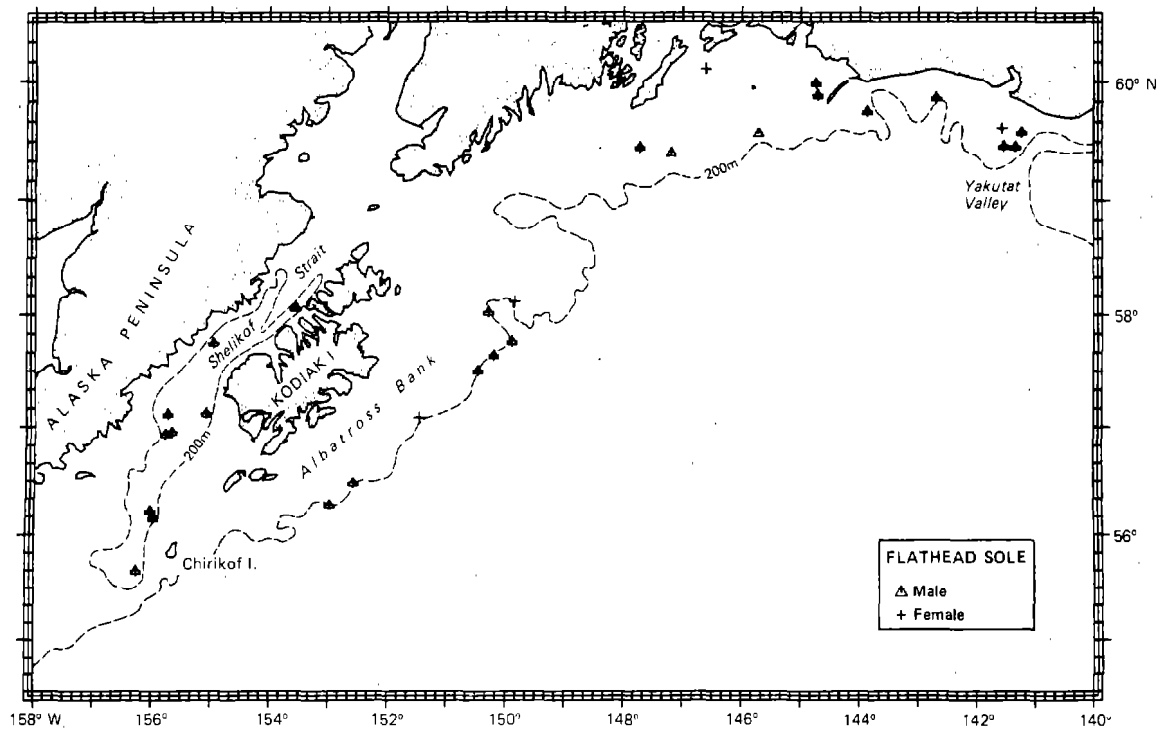 60° N
200m
Yakutat
Valley
ALASKA PENINSULA
Shelikof Strait
58°
KODIAK I
Albatross Bank
200m
56°
Chirikof I.
FLATHEAD SOLE
Male
+ Female
158° W
156°
154°
152°
150°
148°
146°
144°
142°
140°